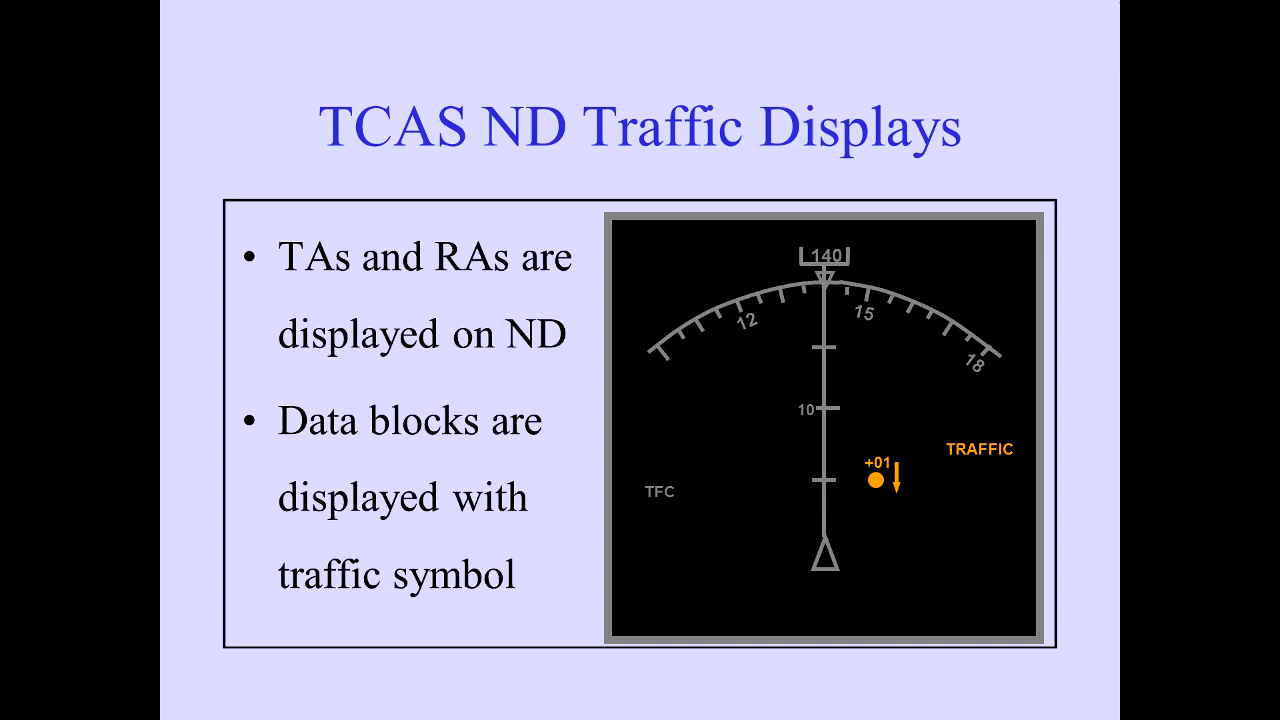 TCAS ND Traffic Displays
• TAs and RAs are
displayed on ND
• Data blocks are
displayed with
traffic symbol
140
12
15
18
10
TRAFFIC
+01
TFC